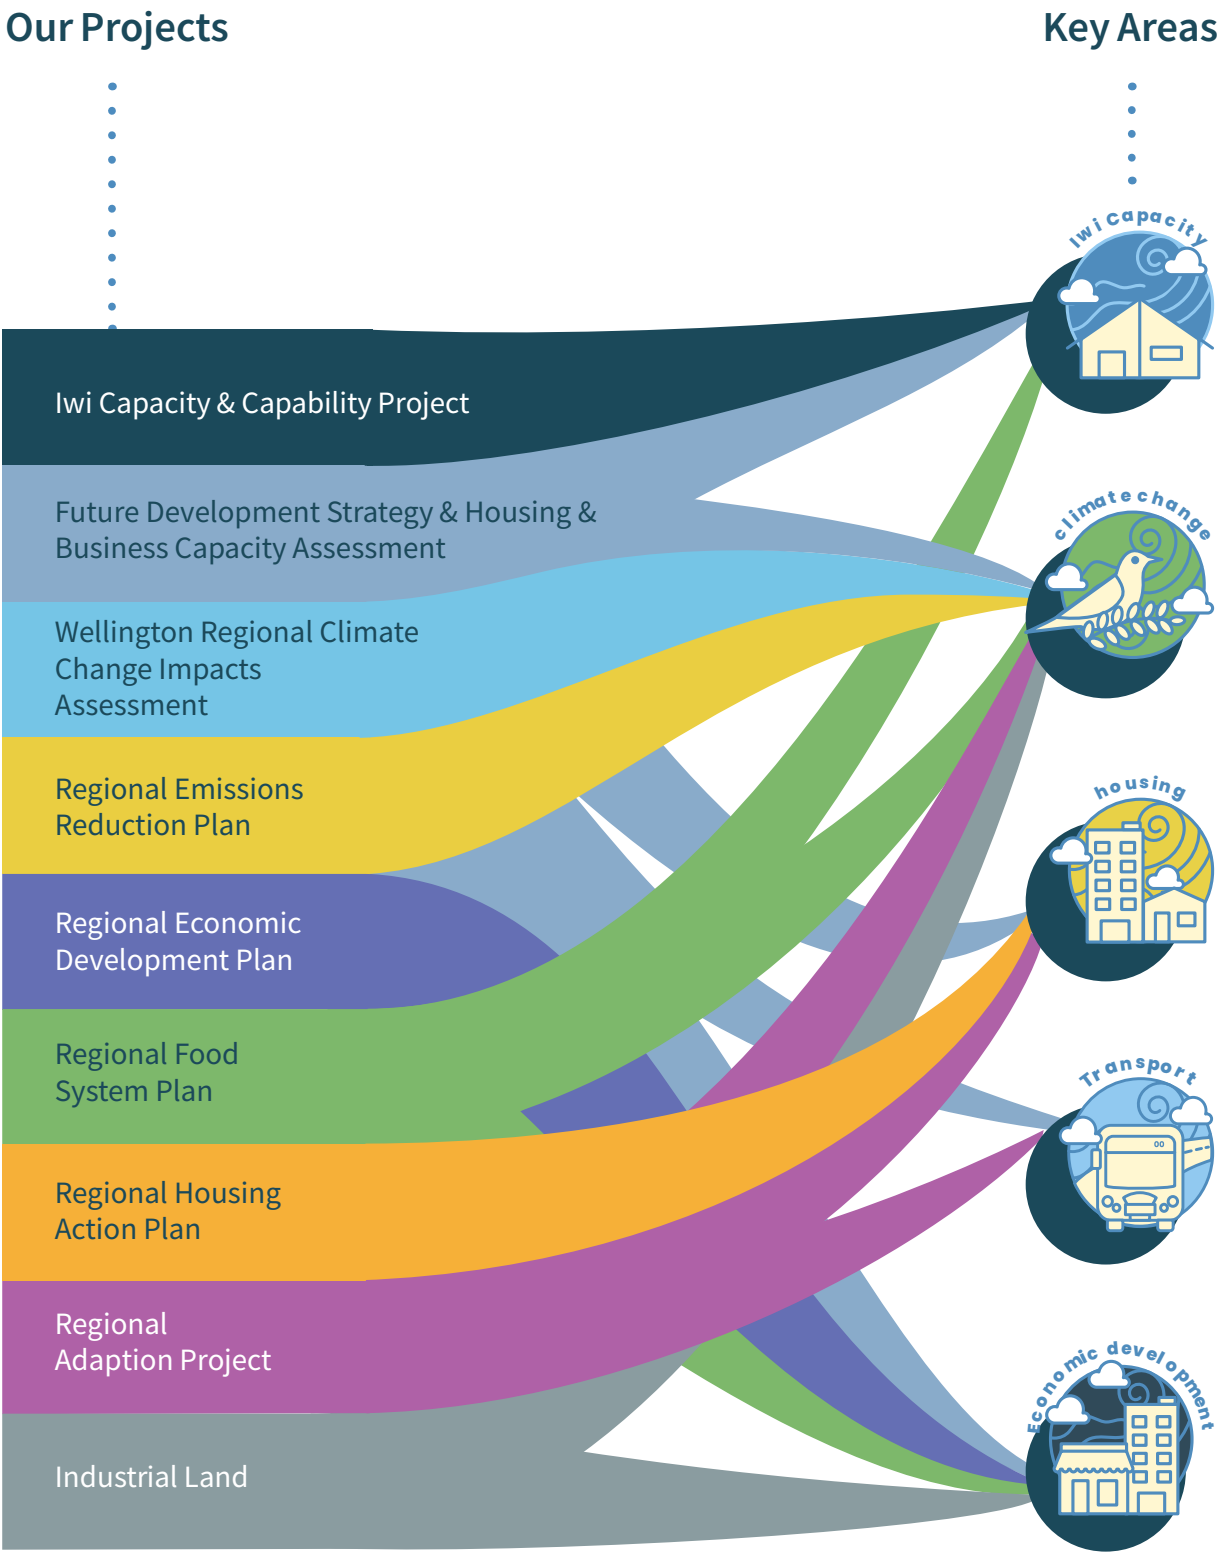 Our Projects
Key Areas
Iwi Capacity
Iwi Capacity & Capability Project
climate change
Future Development Strategy & Housing &
Business Capacity Assessment
Wellington Regional Climate
Change Impacts
Assessment
Regional Emissions
Reduction Plan
housing
Regional Economic
Development Plan
Regional Food
System Plan
Transport
Regional Housing
Action Plan
Regional
Adaption Project
Economic development
Industrial Land